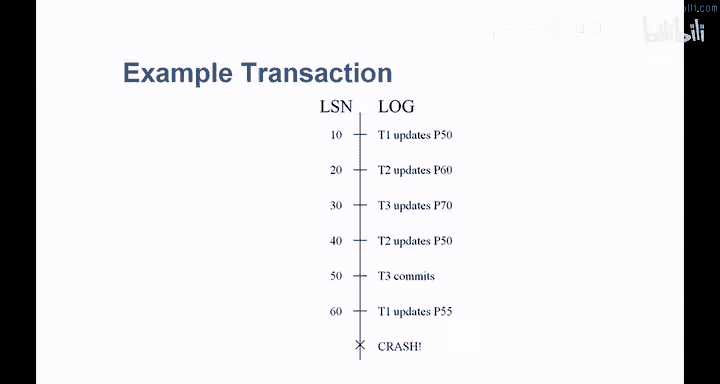 bilibili
Example Transaction
LSN LOG
10 T1 updates P50
20 T2 updates P60
30 T3 updates P70
40 T2 updates P50
50 T3 commits
60 T1 updates P55
CRASH!